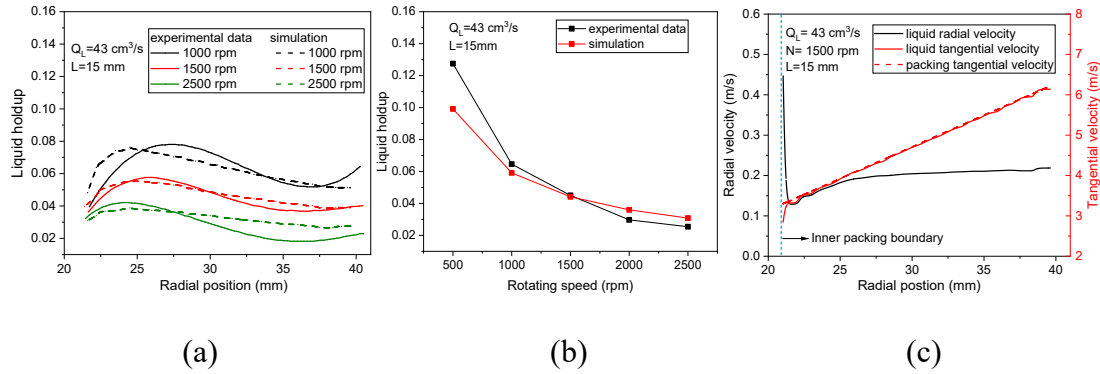 0.16
0.14
0.12
0.10
0.08
0.06
0.04
0.02
Liquid holdup
Q_L=43 cm³/s
L=15 mm
experimental data simulation
1000 rpm 1000 rpm
1500 rpm 1500 rpm
2500 rpm 2500 rpm
20 25 30 35 40
Radial position (mm)
(a)
0.16
0.14
0.12
0.10
0.08
0.06
0.04
0.02
Liquid holdup
Q_L=43 cm³/s
L=15mm
experimental data
simulation
500 1000 1500 2000 2500
Rotating speed (rpm)
(b)
0.6
0.5
0.4
0.3
0.2
0.1
0.0
Radial velocity (m/s)
Q_L= 43 cm³/s
N= 1500 rpm
L=15 mm
liquid radial velocity
liquid tangential velocity
packing tangential velocity
Inner packing boundary
8
7
6
5
4
3
2
Tangential velocity (m/s)
20 25 30 35 40
Radial postion (mm)
(c)